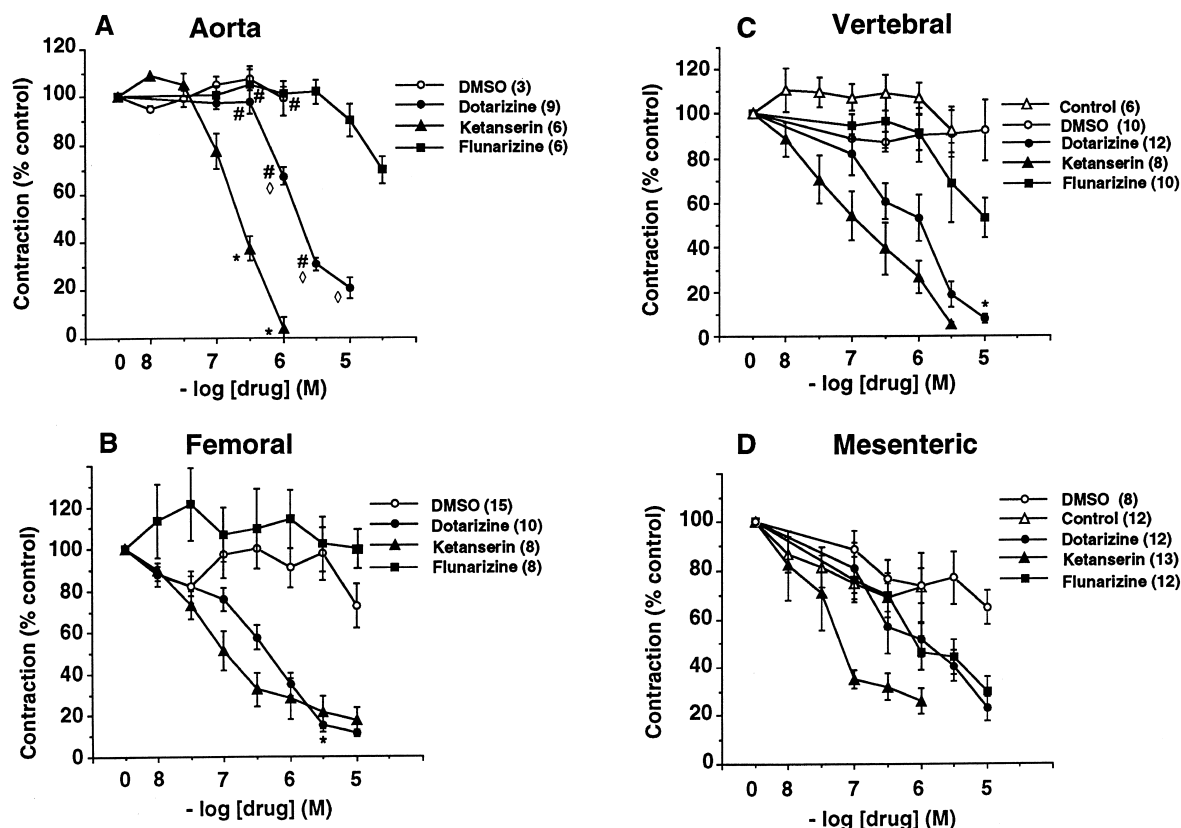 A
Aorta
Contraction (% control)
120
100
80
60
40
20
0
# # #
#
◊
#
◊
◊
*
*
0 8 7 6 5
- log [drug] (M)
DMSO (3)
Dotarizine (9)
Ketanserin (6)
Flunarizine (6)
C
Vertebral
Contraction (% control)
120
100
80
60
40
20
0
*
0 8 7 6 5
- log [drug] (M)
Control (6)
DMSO (10)
Dotarizine (12)
Ketanserin (8)
Flunarizine (10)
B
Femoral
Contraction (% control)
120
100
80
60
40
20
0
*
0 8 7 6 5
- log [drug] (M)
DMSO (15)
Dotarizine (10)
Ketanserin (8)
Flunarizine (8)
D
Mesenteric
Contraction (% control)
100
80
60
40
20
0
0 8 7 6 5
- log [drug] (M)
DMSO (8)
Control (12)
Dotarizine (12)
Ketanserin (13)
Flunarizine (12)